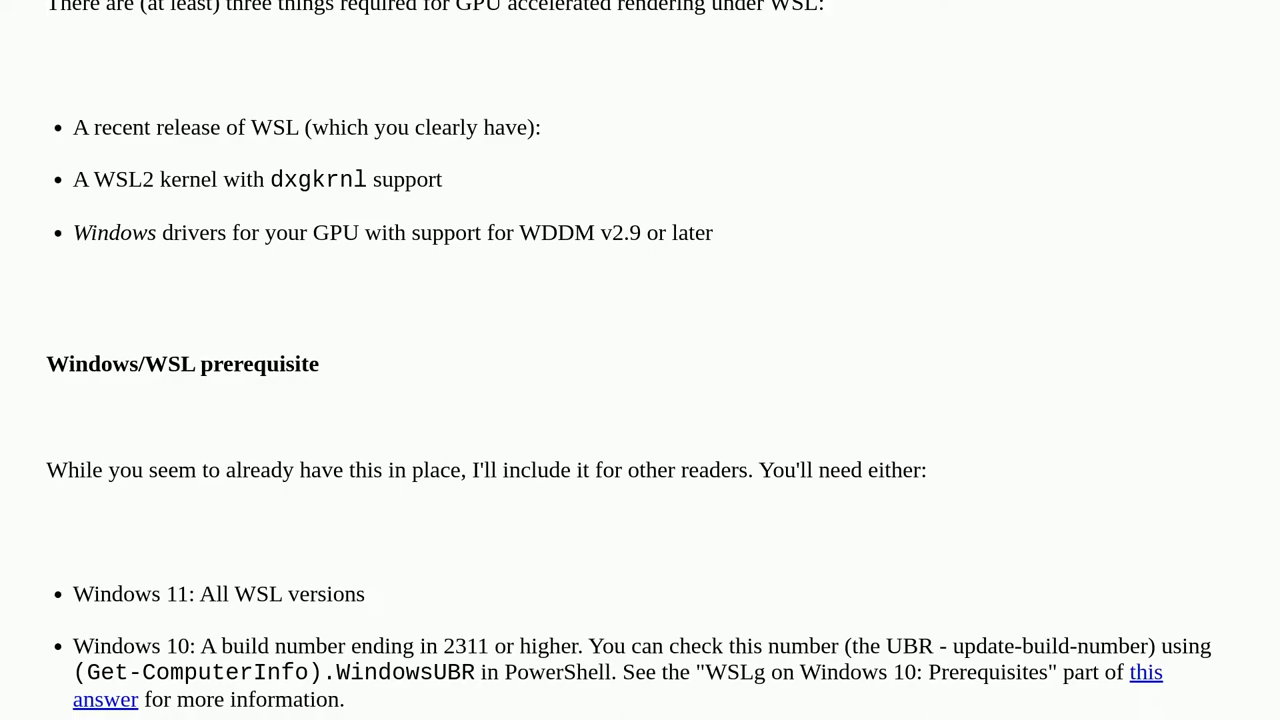 There are (at least) three things required for GPU accelerated rendering under WSL:
A recent release of WSL (which you clearly have):
A WSL2 kernel with dxgkrnl support
Windows drivers for your GPU with support for WDDM v2.9 or later
Windows/WSL prerequisite
While you seem to already have this in place, I'll include it for other readers. You'll need either:
Windows 11: All WSL versions
Windows 10: A build number ending in 2311 or higher. You can check this number (the UBR - update-build-number) using
(Get-ComputerInfo).WindowsUBR in PowerShell. See the "WSLg on Windows 10: Prerequisites" part of this
answer for more information.